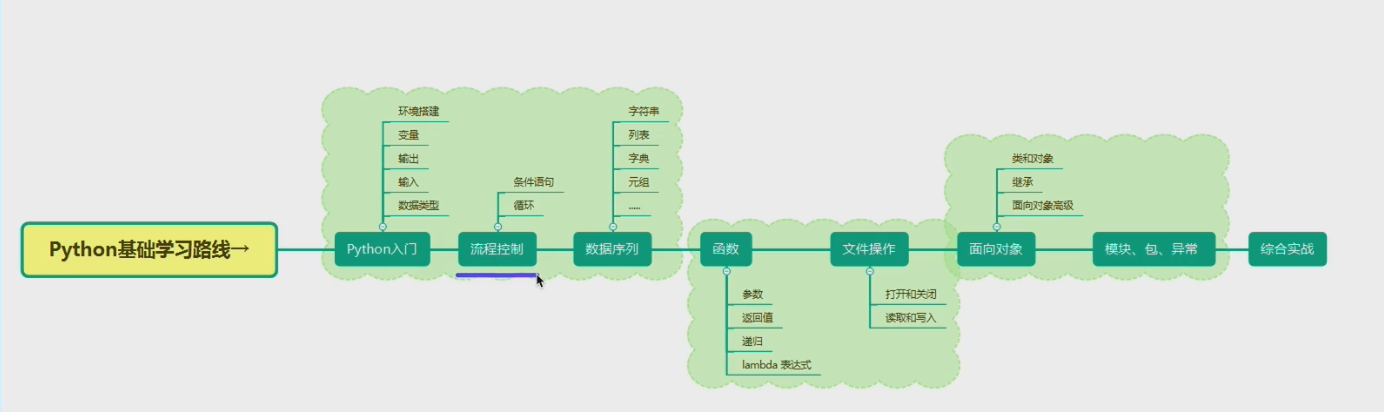 Python基础学习路线→
环境搭建
变量
输出
输入
数据类型
Python入门
条件语句
循环
流程控制
字符串
列表
字典
元组
.....
数据序列
函数
参数
返回值
递归
lambda 表达式
文件操作
打开和关闭
读取和写入
类和对象
继承
面向对象高级
面向对象
模块、包、异常
综合实战